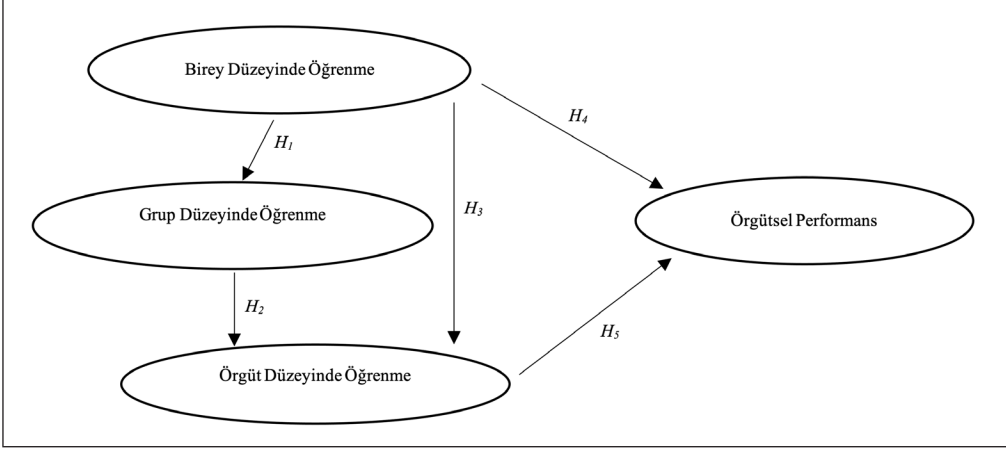 Birey Düzeyinde Öğrenme
H₄
H₁
H₃
Grup Düzeyinde Öğrenme
Örgütsel Performans
H₂
H₅
Örgüt Düzeyinde Öğrenme